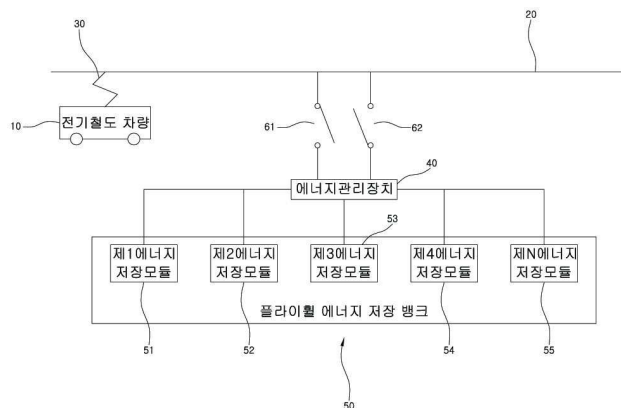 30
20
10
전기철도 차량
61
62
에너지관리장치
40
53
제1에너지
저장모듈
제2에너지
저장모듈
제3에너지
저장모듈
제4에너지
저장모듈
제N에너지
저장모듈
플라이휠 에너지 저장 뱅크
51
52
54
55
50